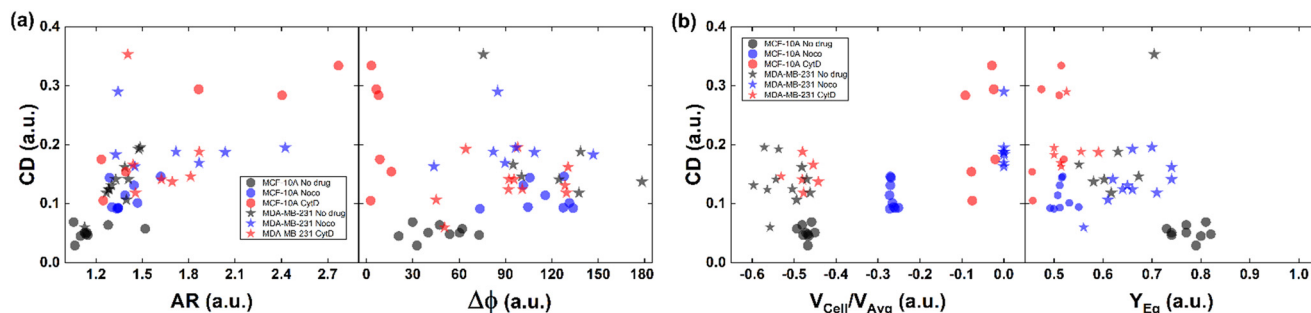 (a)
0.4
0.3
0.2
0.1
0.0
CD (a.u.)
MCF 10A No drug
MCF-10A Noco
MCF-10A CytD
MDA-MB-231 No drug
MDA-MB-231 Noco
MDA MB 231 CytD
1.2 1.5 1.8 2.1 2.4 2.7 0 30 60 90 120 150 180
AR (a.u.) Δϕ (a.u.)
(b)
0.4
0.3
0.2
0.1
0.0
CD (a.u.)
MCF-10A No drug
MCF-10A Noco
MCF-10A CytD
MDA-MB-231 No drug
MDA-MB-231 Noco
MDA-MB-231 CytD
-0.6 -0.5 -0.4 -0.3 -0.2 -0.1 0.0 0.5 0.6 0.7 0.8 0.9 1.0
VCell/VAvg (a.u.) YEq (a.u.)